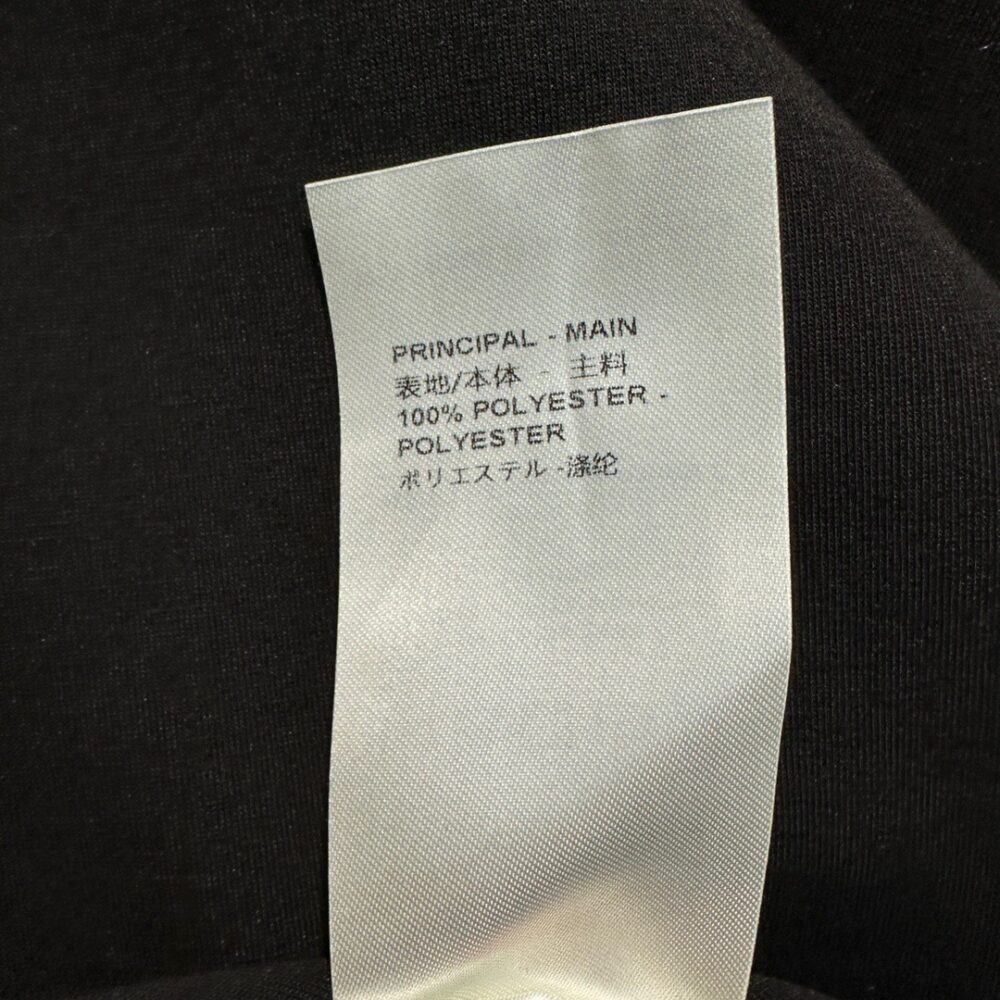 PRINCIPAL - MAIN
表地/本体 - 主料
100% POLYESTER -
POLYESTER
ポリエステル -涤纶